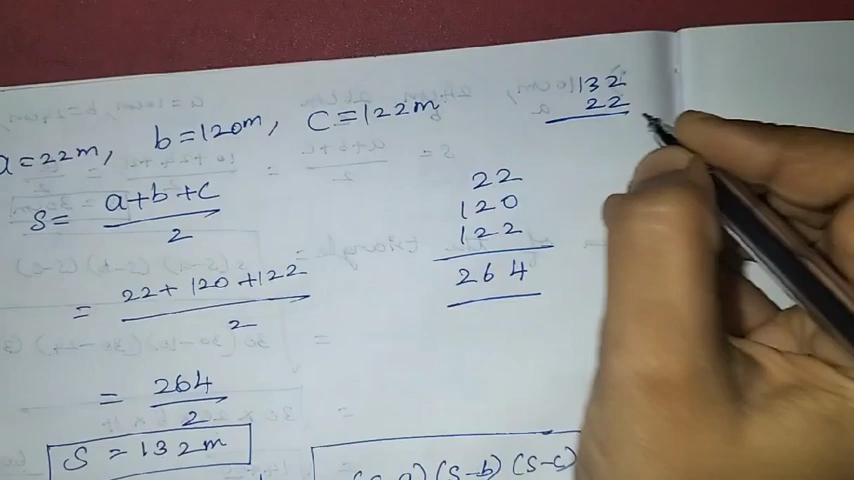 a=22m, b=120m, C=122m
132
22
S= a+b+c / 2
22
120
122
264
= 22+120+122 / 2
= 264 / 2
S = 132m
(S-b) (S-c)